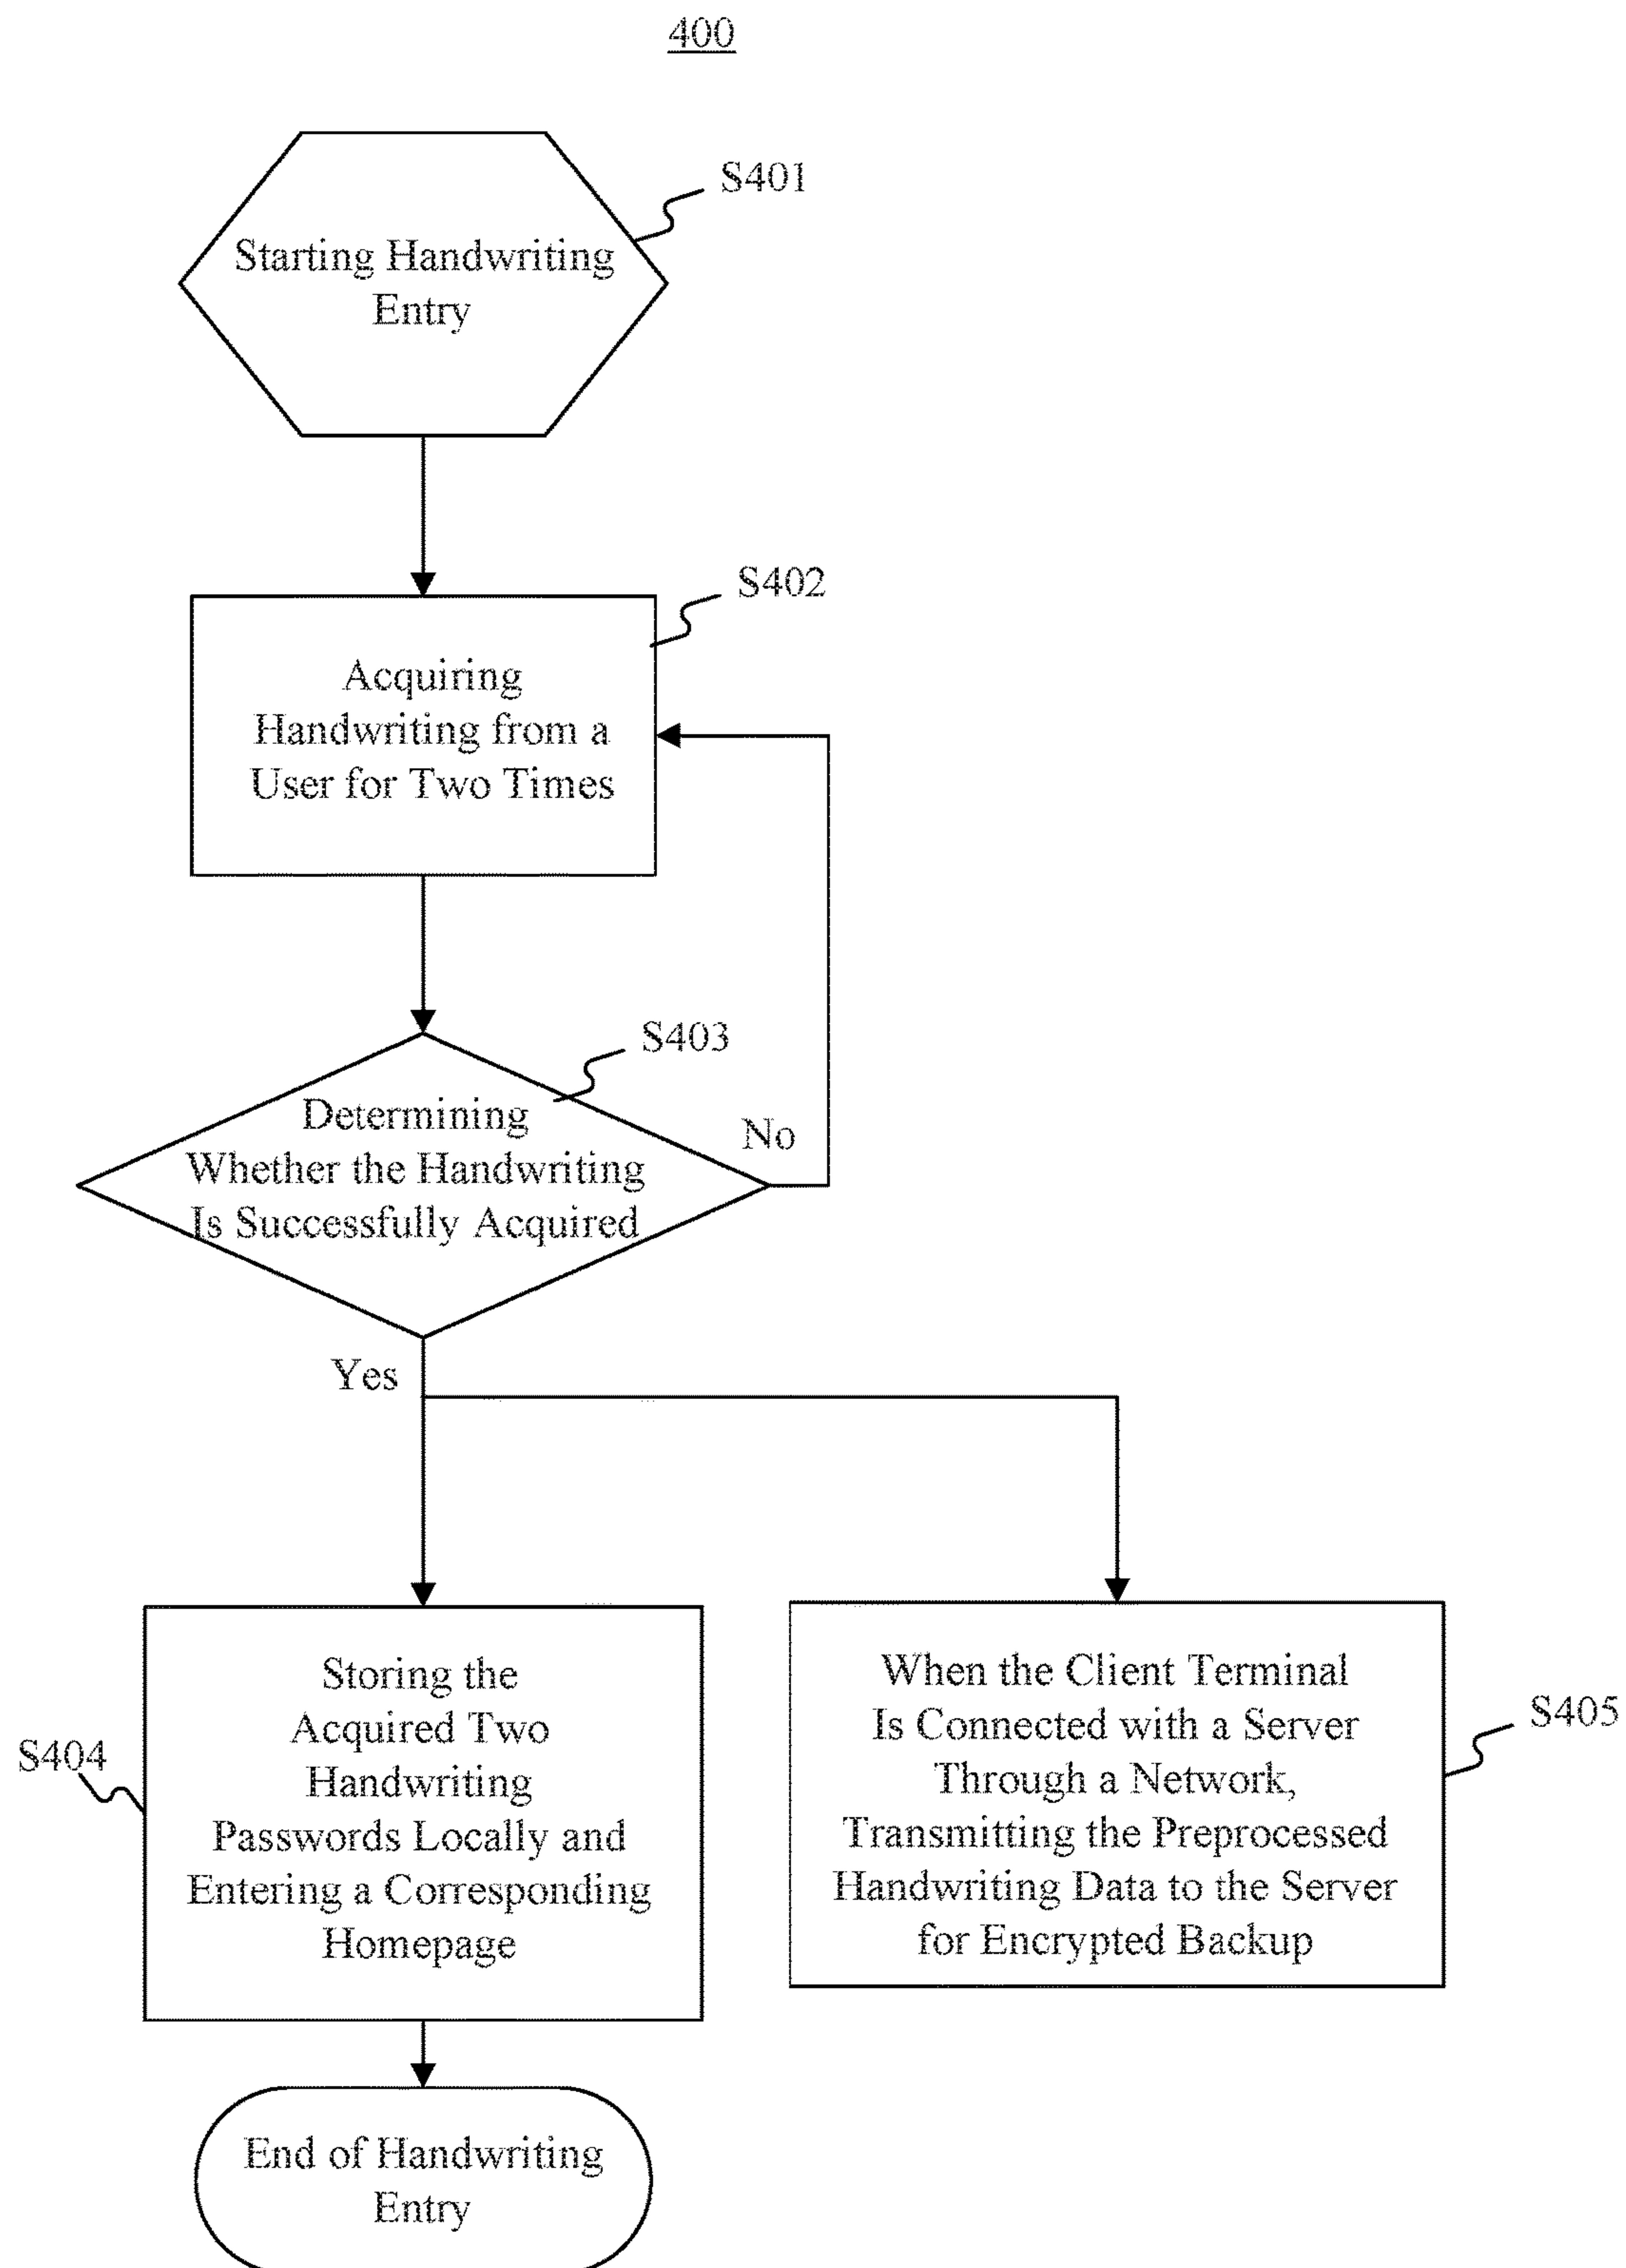 400
S401
Starting Handwriting
Entry
S402
Acquiring
Handwriting from a
User for Two Times
S403
Determining
Whether the Handwriting
Is Successfully Acquired
No
Yes
Storing the
Acquired Two
Handwriting
Passwords Locally and
Entering a Corresponding
Homepage
S404
When the Client Terminal
Is Connected with a Server
Through a Network,
Transmitting the Preprocessed
Handwriting Data to the Server
for Encrypted Backup
S405
End of Handwriting
Entry